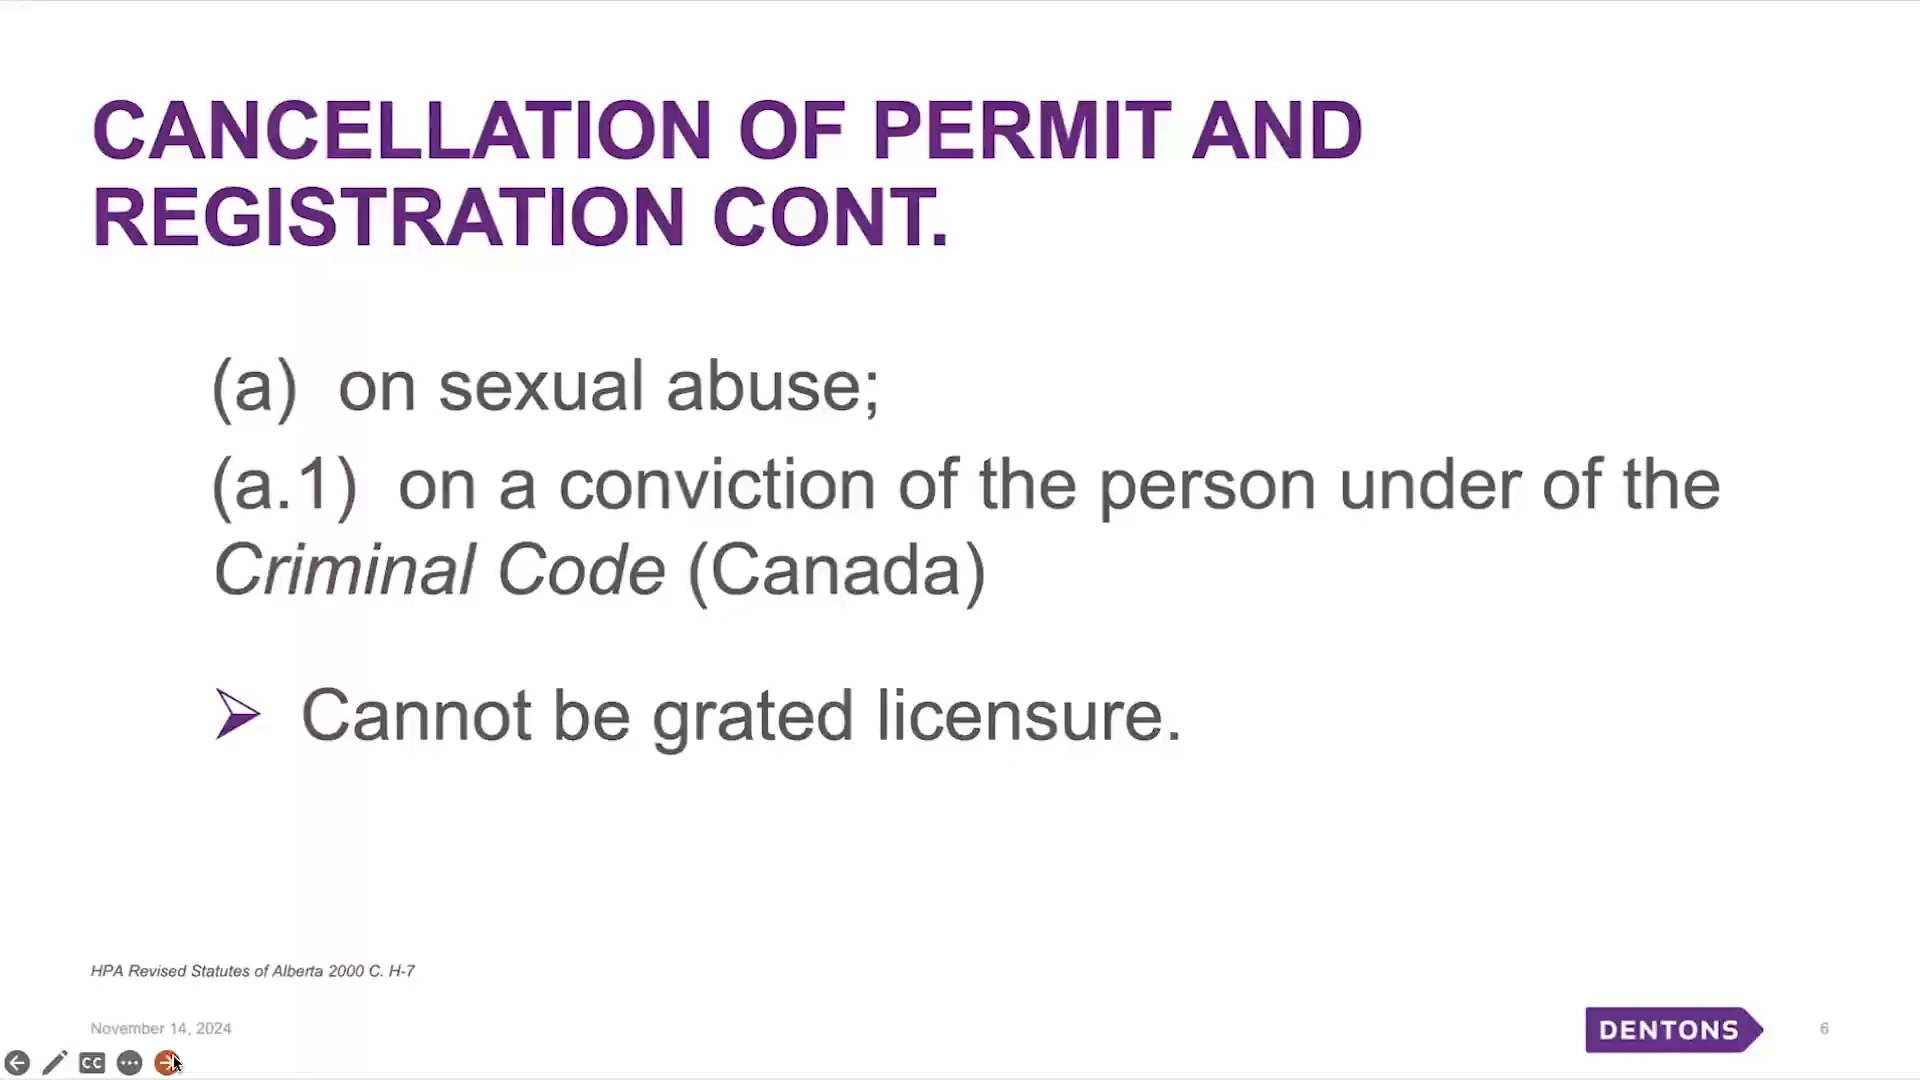 CANCELLATION OF PERMIT AND
REGISTRATION CONT.
(a) on sexual abuse;
(a.1) on a conviction of the person under of the
Criminal Code (Canada)
Cannot be grated licensure.
HPA Revised Statutes of Alberta 2000 C. H-7
November 14, 2024
DENTONS
6
CC